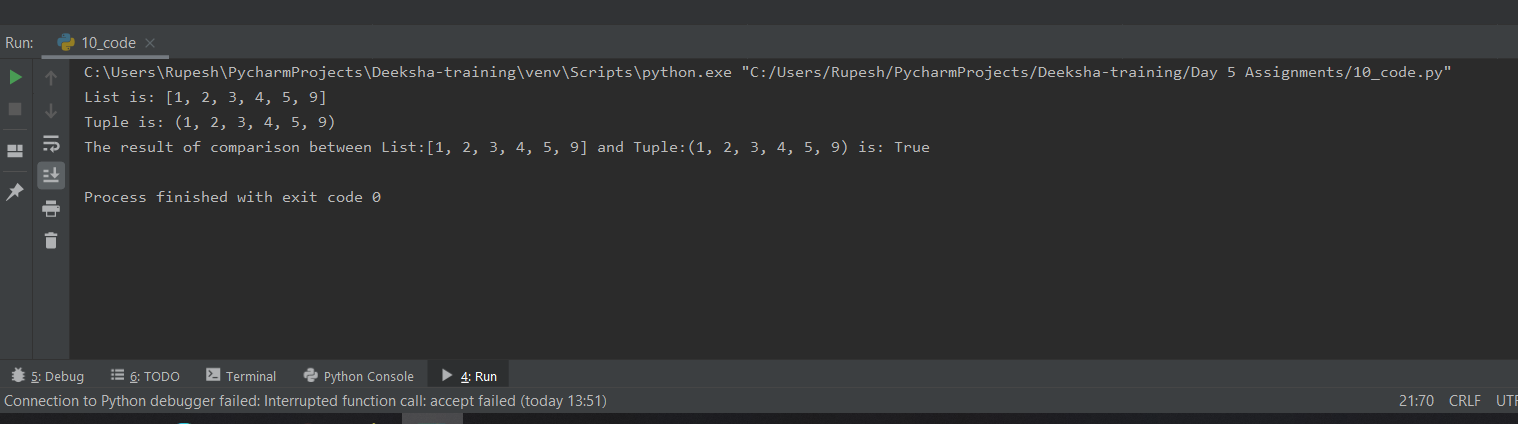 Run: 10_code
C:\Users\Rupesh\PycharmProjects\Deeksha-training\venv\Scripts\python.exe "C:/Users/Rupesh/PycharmProjects/Deeksha-training/Day 5 Assignments/10_code.py"
List is: [1, 2, 3, 4, 5, 9]
Tuple is: (1, 2, 3, 4, 5, 9)
The result of comparison between List:[1, 2, 3, 4, 5, 9] and Tuple:(1, 2, 3, 4, 5, 9) is: True
Process finished with exit code 0
5: Debug 6: TODO Terminal Python Console 4: Run
Connection to Python debugger failed: Interrupted function call: accept failed (today 13:51) 21:70 CRLF UTF